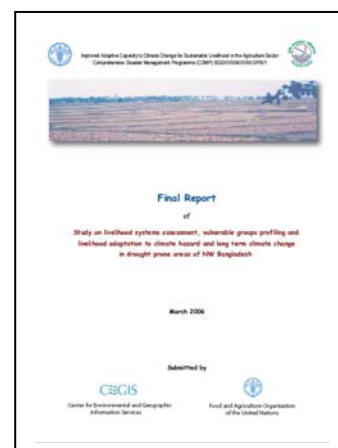 Improved Adaptive Capacity to Climate Change for Sustainable Livelihood in the Agriculture Sector
Comprehensive Disaster Management Programme (CDMP)
Final Report
of
Study on livelihood systems assessment, vulnerable groups profiling and
livelihood adaptation to climate hazard and long term climate change
in drought prone areas of NW Bangladesh
March 2006
Submitted by
CEGIS
Center for Environmental and Geographic
Information Services
Food and Agriculture Organization
of the United Nations